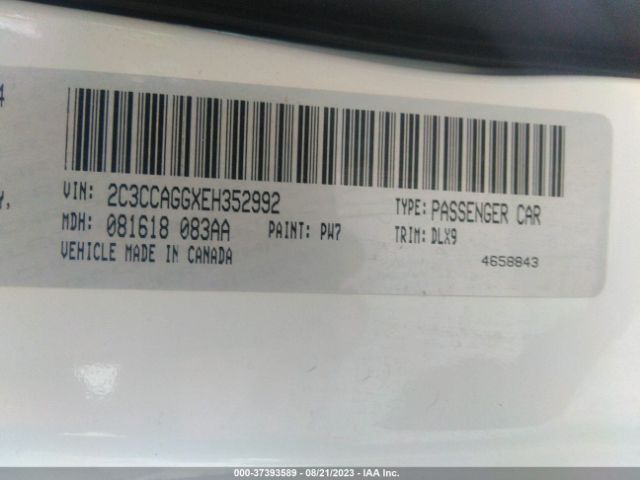 4
Y,
VIN: 2C3CCAGGXEH352992
TYPE: PASSENGER CAR
MDH: 081618 083AA
PAINT: PW7
TRIM: DLX9
VEHICLE MADE IN CANADA
4658843
000-37393589 - 08/21/2023 - IAA Inc.